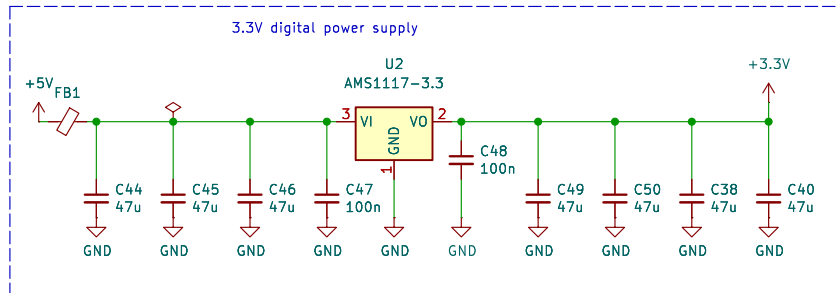 3.3V digital power supply
+5V
FB1
U2
AMS1117-3.3
+3.3V
3
VI
VO
2
GND
1
C44
47u
C45
47u
C46
47u
C47
100n
C48
100n
C49
47u
C50
47u
C38
47u
C40
47u
GND
GND
GND
GND
GND
GND
GND
GND
GND
GND